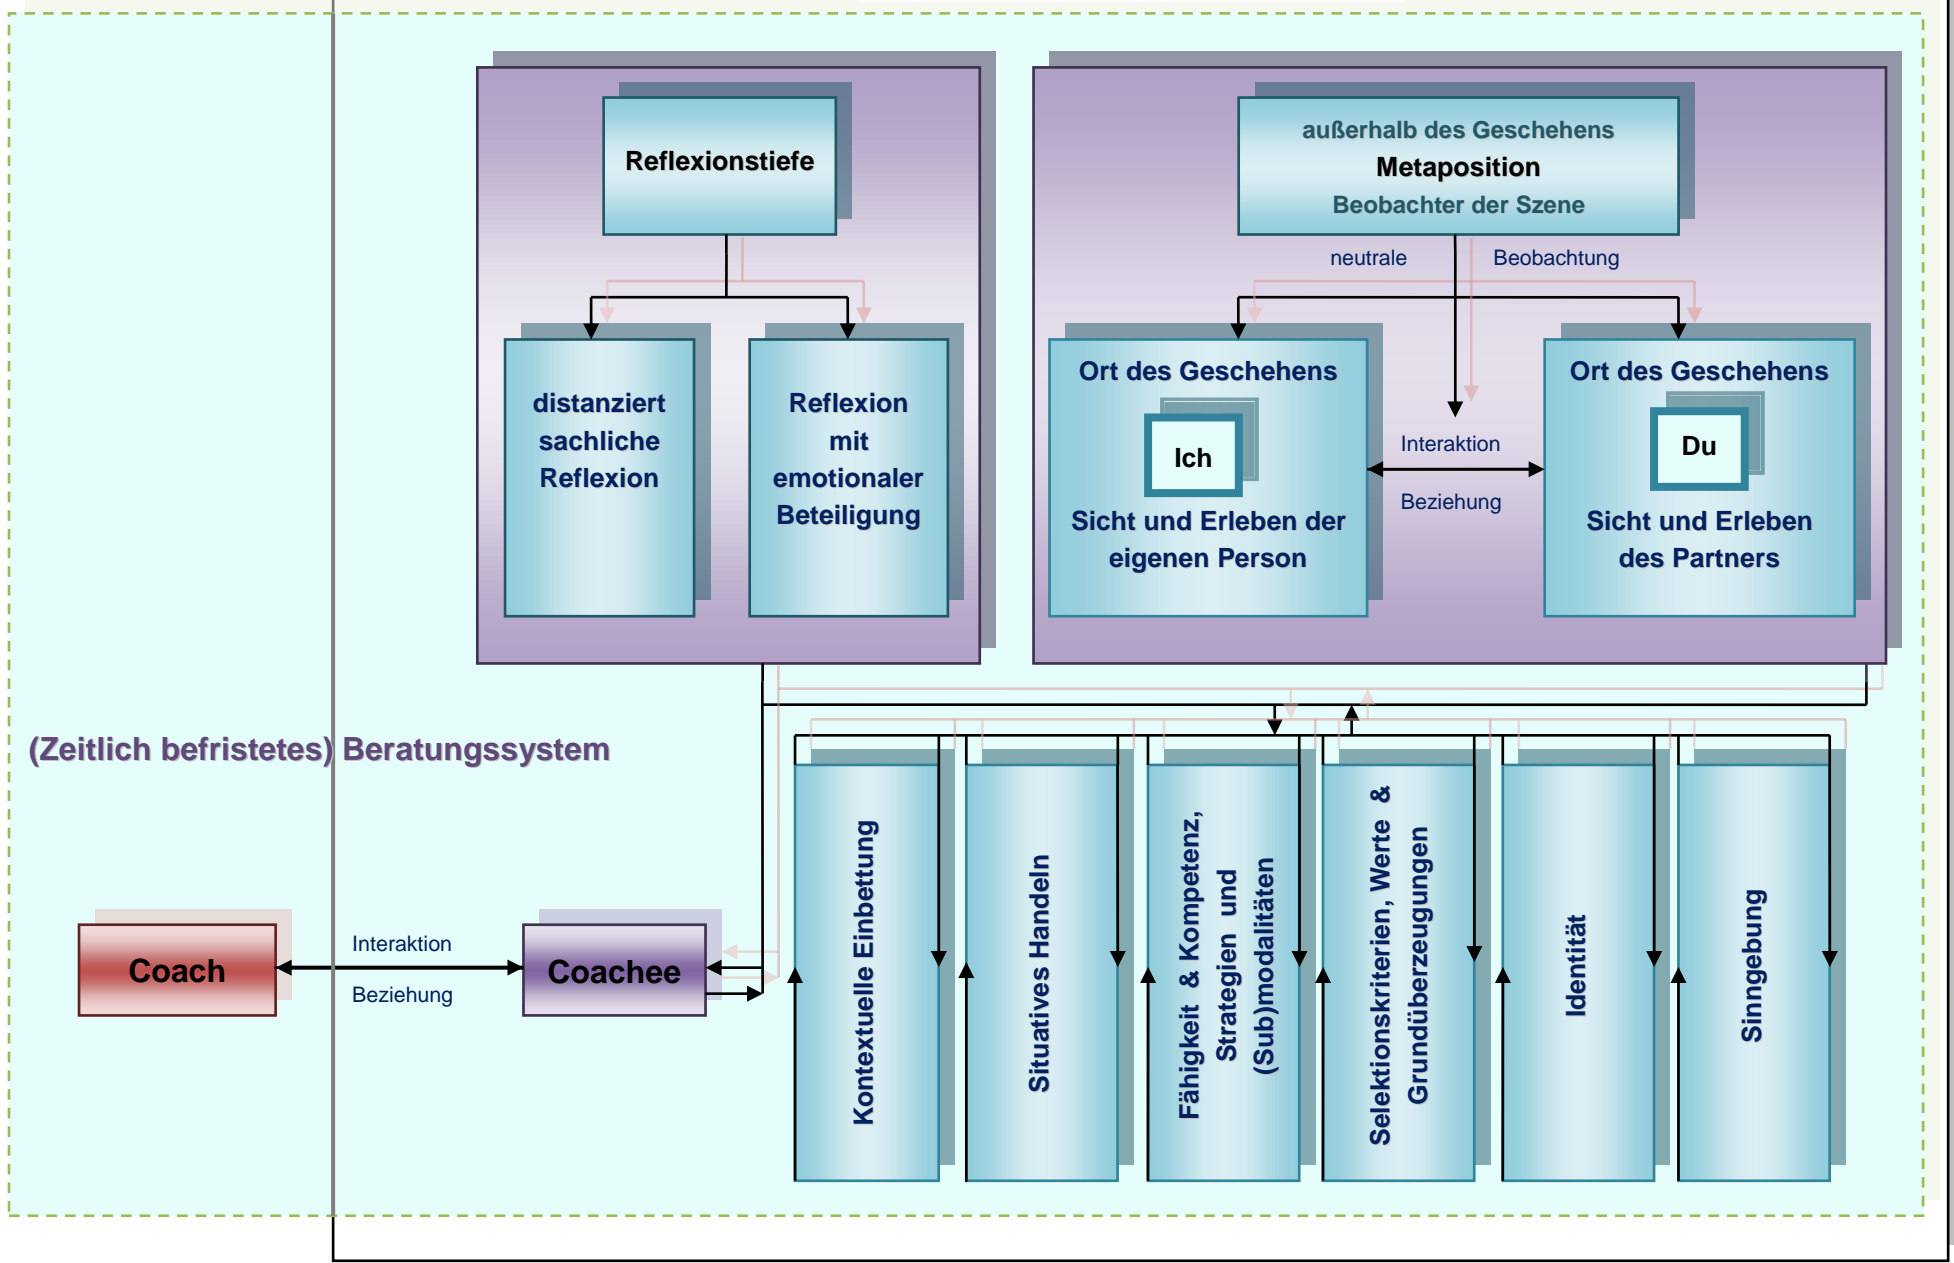 Reflexionstiefe
distanziert
sachliche
Reflexion
Reflexion
mit
emotionaler
Beteiligung
außerhalb des Geschehens
Metaposition
Beobachter der Szene
neutrale
Beobachtung
Ort des Geschehens
Ich
Sicht und Erleben der
eigenen Person
Interaktion
Beziehung
Ort des Geschehens
Du
Sicht und Erleben
des Partners
(Zeitlich befristetes) Beratungssystem
Coach
Interaktion
Beziehung
Coachee
Kontextuelle Einbettung
Situatives Handeln
Fähigkeit & Kompetenz,
Strategien und
(Sub)modalitäten
Selektionskriterien, Werte &
Grundüberzeugungen
Identität
Sinngebung